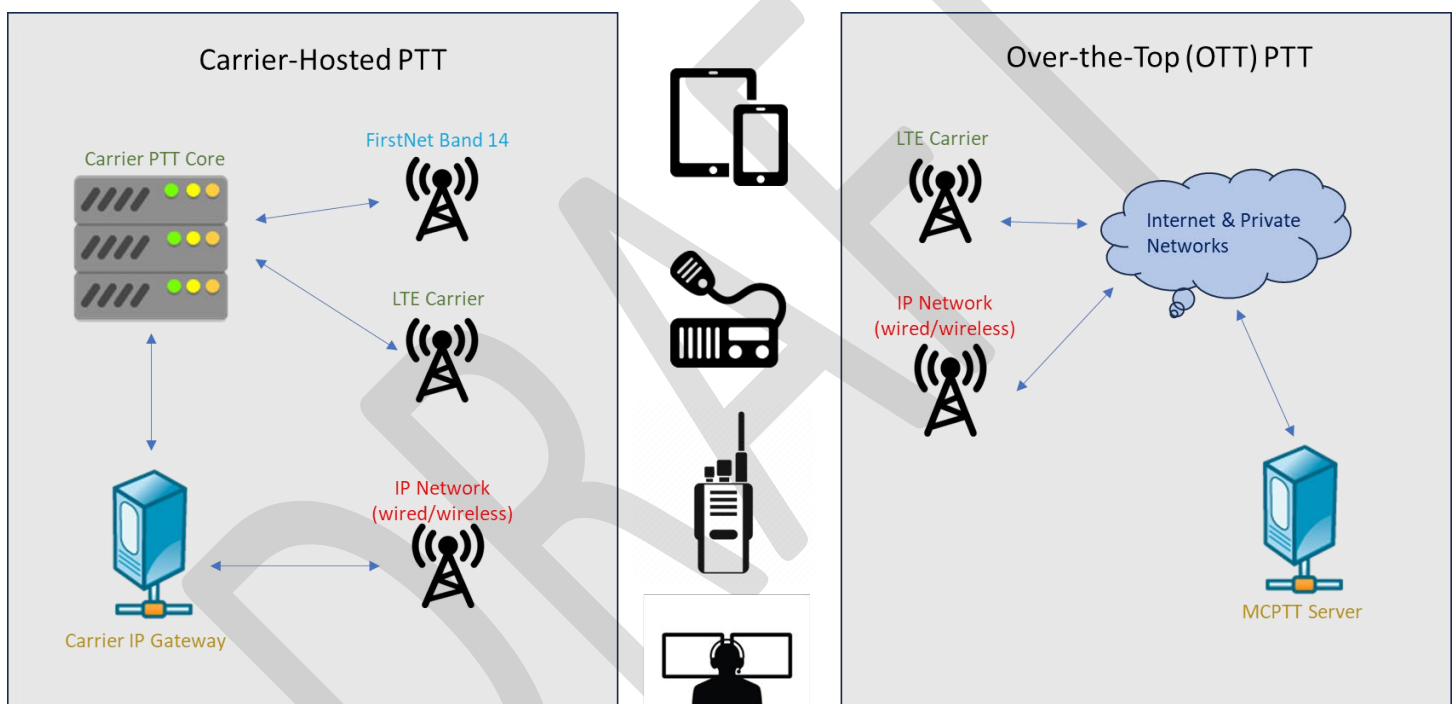 Carrier-Hosted PTT
Carrier PTT Core
FirstNet Band 14
LTE Carrier
IP Network
(wired/wireless)
Carrier IP Gateway
Over-the-Top (OTT) PTT
LTE Carrier
Internet & Private
Networks
IP Network
(wired/wireless)
MCPTT Server
DRAFT